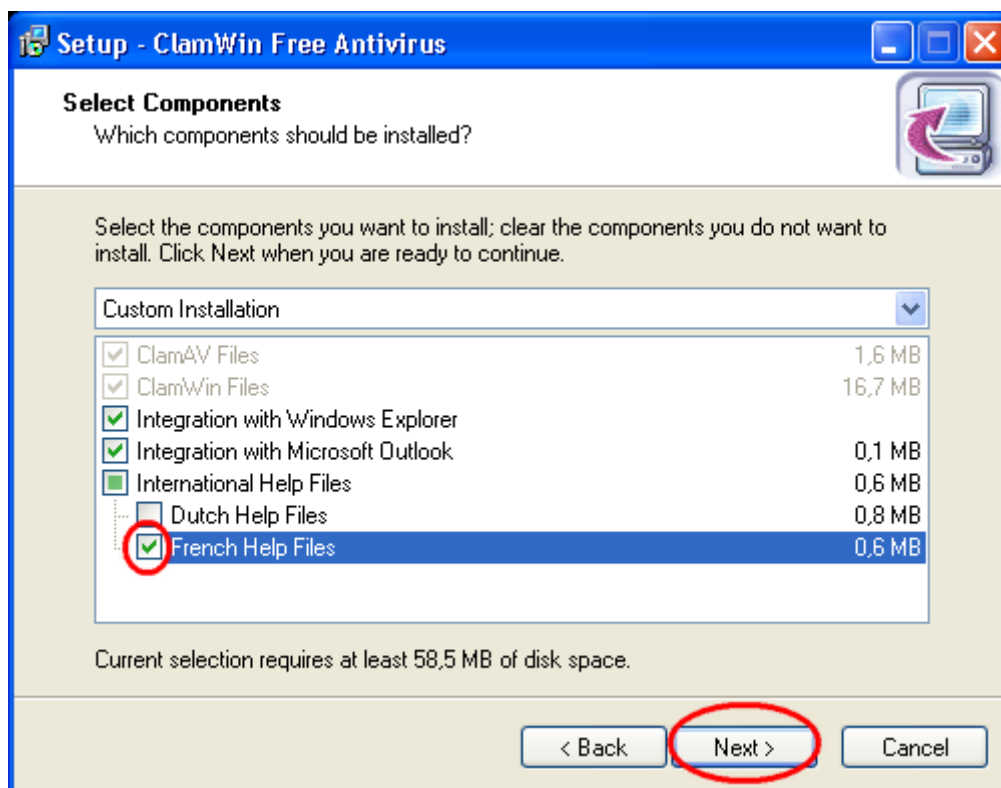 Setup - ClamWin Free Antivirus
Select Components
Which components should be installed?
Select the components you want to install; clear the components you do not want to
install. Click Next when you are ready to continue.
Custom Installation
ClamAV Files 1,6 MB
ClamWin Files 16,7 MB
Integration with Windows Explorer
Integration with Microsoft Outlook 0,1 MB
International Help Files 0,6 MB
Dutch Help Files 0,8 MB
French Help Files 0,6 MB
Current selection requires at least 58,5 MB of disk space.
< Back Next > Cancel